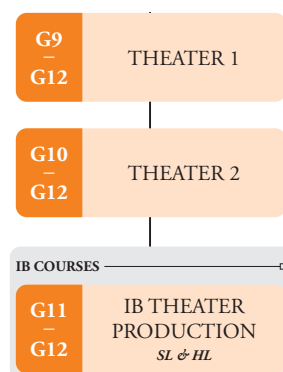 G9
–
G12
THEATER 1
G10
–
G12
THEATER 2
IB COURSES
G11
–
G12
IB THEATER
PRODUCTION
SL & HL